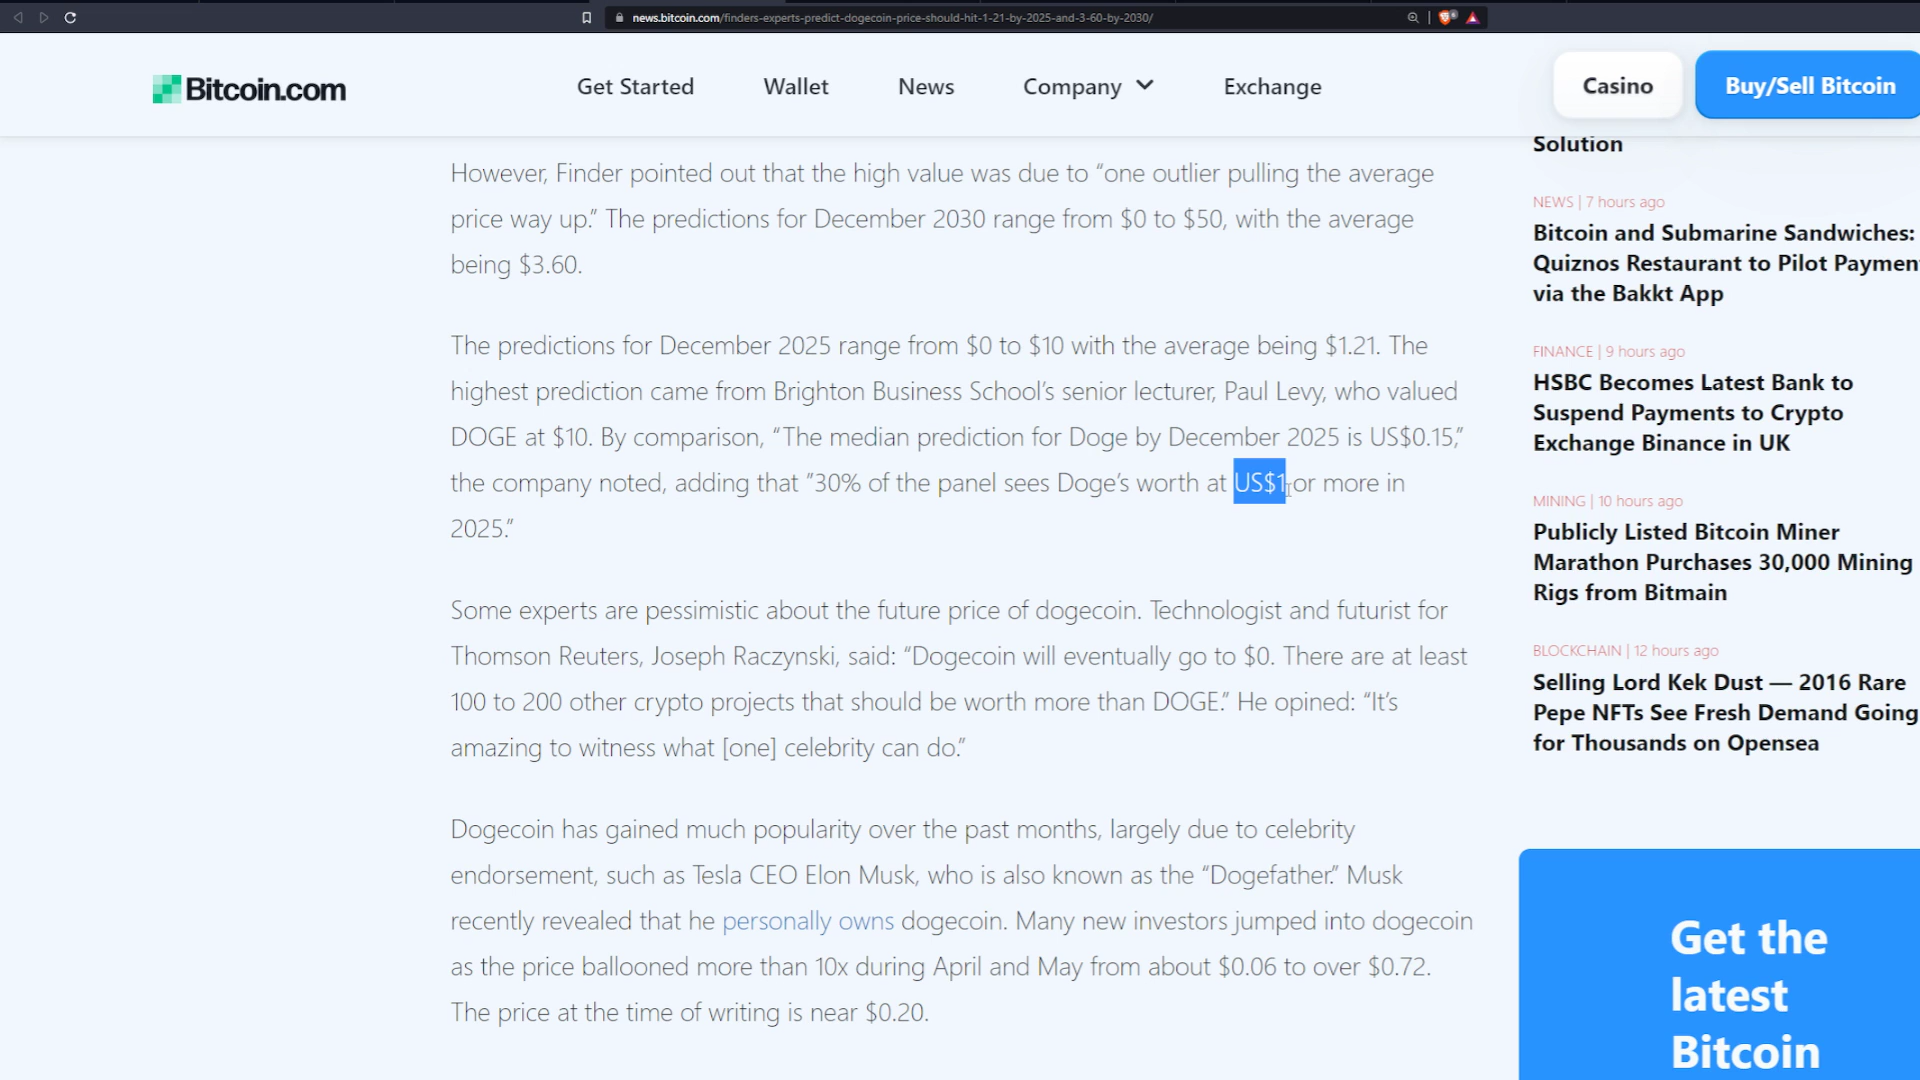 news.bitcoin.com/finders-experts-predict-dogecoin-price-should-hit-1-21-by-2025-and-3-60-by-2030/
Bitcoin.com
Get Started
Wallet
News
Company
Exchange
Casino
Buy/Sell Bitcoin
However, Finder pointed out that the high value was due to “one outlier pulling the average
price way up.” The predictions for December 2030 range from $0 to $50, with the average
being $3.60.
The predictions for December 2025 range from $0 to $10 with the average being $1.21. The
highest prediction came from Brighton Business School’s senior lecturer, Paul Levy, who valued
DOGE at $10. By comparison, “The median prediction for Doge by December 2025 is US$0.15,”
the company noted, adding that “30% of the panel sees Doge’s worth at US$1 or more in
2025.”
Some experts are pessimistic about the future price of dogecoin. Technologist and futurist for
Thomson Reuters, Joseph Raczynski, said: “Dogecoin will eventually go to $0. There are at least
100 to 200 other crypto projects that should be worth more than DOGE.” He opined: “It’s
amazing to witness what [one] celebrity can do.”
Dogecoin has gained much popularity over the past months, largely due to celebrity
endorsement, such as Tesla CEO Elon Musk, who is also known as the “Dogefather.” Musk
recently revealed that he personally owns dogecoin. Many new investors jumped into dogecoin
as the price ballooned more than 10x during April and May from about $0.06 to over $0.72.
The price at the time of writing is near $0.20.
Solution
NEWS | 7 hours ago
Bitcoin and Submarine Sandwiches:
Quiznos Restaurant to Pilot Paymen
via the Bakkt App
FINANCE | 9 hours ago
HSBC Becomes Latest Bank to
Suspend Payments to Crypto
Exchange Binance in UK
MINING | 10 hours ago
Publicly Listed Bitcoin Miner
Marathon Purchases 30,000 Mining
Rigs from Bitmain
BLOCKCHAIN | 12 hours ago
Selling Lord Kek Dust — 2016 Rare
Pepe NFTs See Fresh Demand Going
for Thousands on Opensea
Get the
latest
Bitcoin